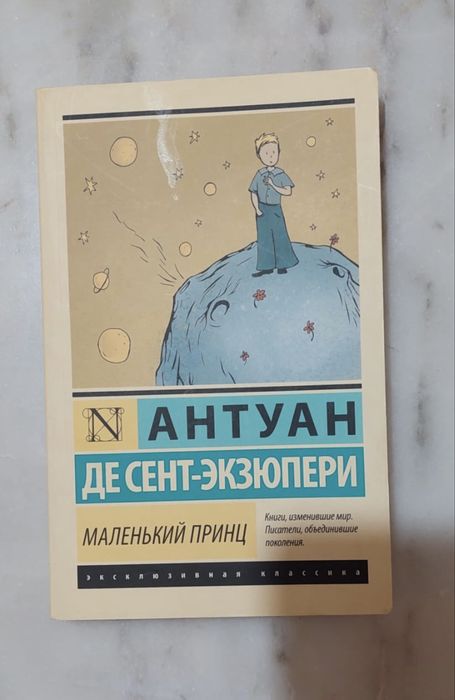 N АНТУАН
ДЕ СЕНТ-ЭКЗЮПЕРИ
МАЛЕНЬКИЙ ПРИНЦ
Книги, изменившие мир.
Писатели, объединившие
поколения.
эксклюзивная классика